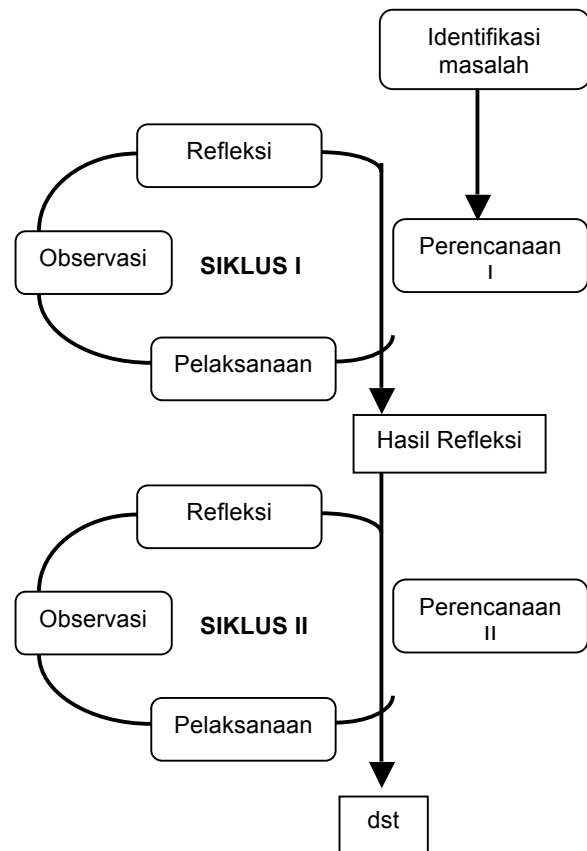 Identifikasi
masalah
Refleksi
Perencanaan
I
Observasi
SIKLUS I
Pelaksanaan
Hasil Refleksi
Refleksi
Perencanaan
II
Observasi
SIKLUS II
Pelaksanaan
dst